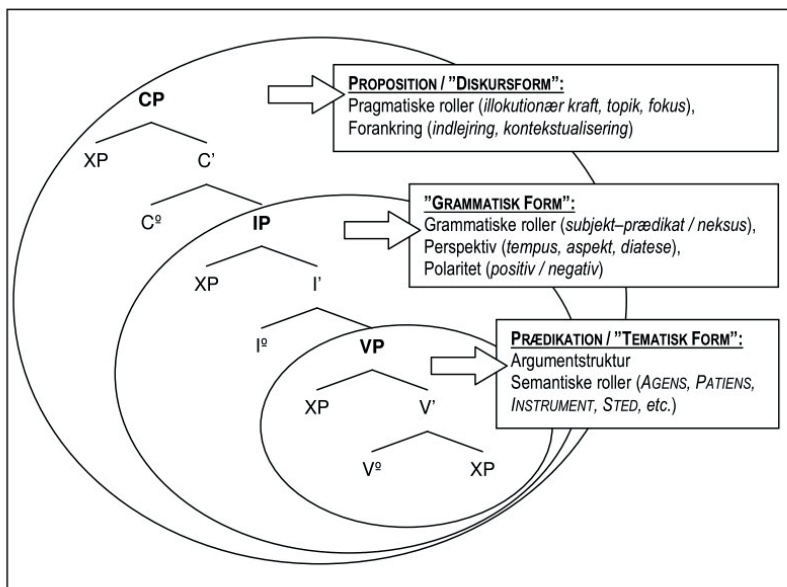 PROPOSITION / "DISKURSFORM":
Pragmatiske roller (illokutionær kraft, topik, fokus),
Forankring (indlejring, kontekstualisering)
CP
XP C'
Cº IP
"GRAMMATISK FORM":
Grammatiske roller (subjekt–prædikat / neksus),
Perspektiv (tempus, aspekt, diatese),
Polaritet (positiv / negativ)
XP I'
Iº VP
PRÆDIKATION / "TEMATISK FORM":
Argumentstruktur
Semantiske roller (AGENS, PATIENS,
INSTRUMENT, STED, etc.)
XP V'
Vº XP